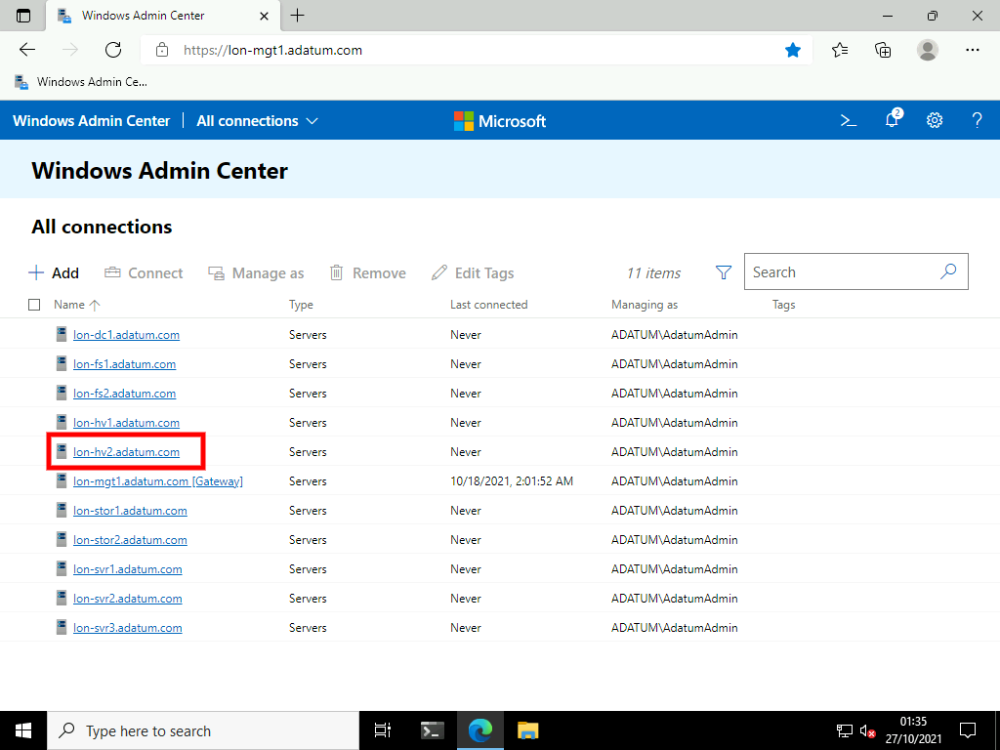 Windows Admin Center
https://lon-mgt1.adatum.com
Windows Admin Ce...
Windows Admin Center All connections Microsoft 2
Windows Admin Center
All connections
Add Connect Manage as Remove Edit Tags 11 items Search
Name Type Last connected Managing as Tags
lon-dc1.adatum.com Servers Never ADATUM\AdatumAdmin
lon-fs1.adatum.com Servers Never ADATUM\AdatumAdmin
lon-fs2.adatum.com Servers Never ADATUM\AdatumAdmin
lon-hv1.adatum.com Servers Never ADATUM\AdatumAdmin
lon-hv2.adatum.com Servers Never ADATUM\AdatumAdmin
lon-mgt1.adatum.com [Gateway] Servers 10/18/2021, 2:01:52 AM ADATUM\AdatumAdmin
lon-stor1.adatum.com Servers Never ADATUM\AdatumAdmin
lon-stor2.adatum.com Servers Never ADATUM\AdatumAdmin
lon-svr1.adatum.com Servers Never ADATUM\AdatumAdmin
lon-svr2.adatum.com Servers Never ADATUM\AdatumAdmin
lon-svr3.adatum.com Servers Never ADATUM\AdatumAdmin
Type here to search
01:35
27/10/2021